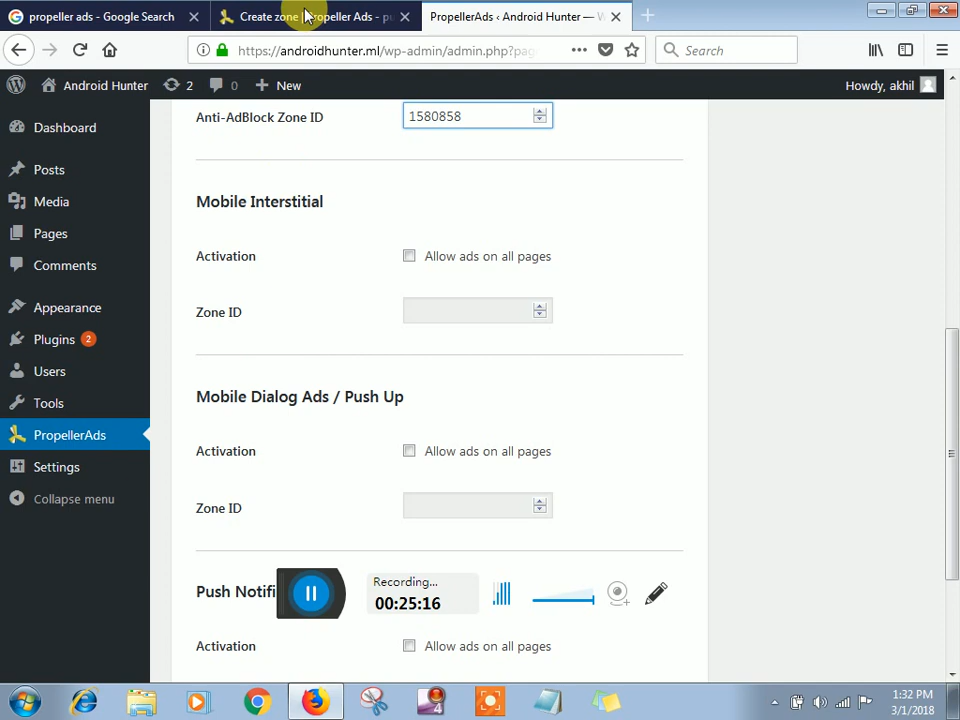 propeller ads - Google Search
Create zone | Propeller Ads - pu
PropellerAds ‹ Android Hunter — W
https://androidhunter.ml/wp-admin/admin.php?page
Search
Android Hunter
2
0
New
Howdy, akhil
Dashboard
Posts
Media
Pages
Comments
Appearance
Plugins 2
Users
Tools
PropellerAds
Settings
Collapse menu
Anti-AdBlock Zone ID
1580858
Mobile Interstitial
Activation
Allow ads on all pages
Zone ID
Mobile Dialog Ads / Push Up
Activation
Allow ads on all pages
Zone ID
Push Notifi
Recording...
00:25:16
Activation
Allow ads on all pages
4
1:32 PM
3/1/2018